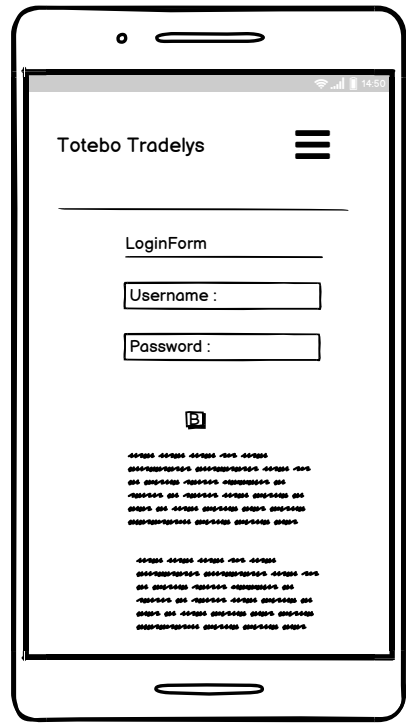 14:50
Totebo Tradelys
LoginForm
Username :
Password :
B